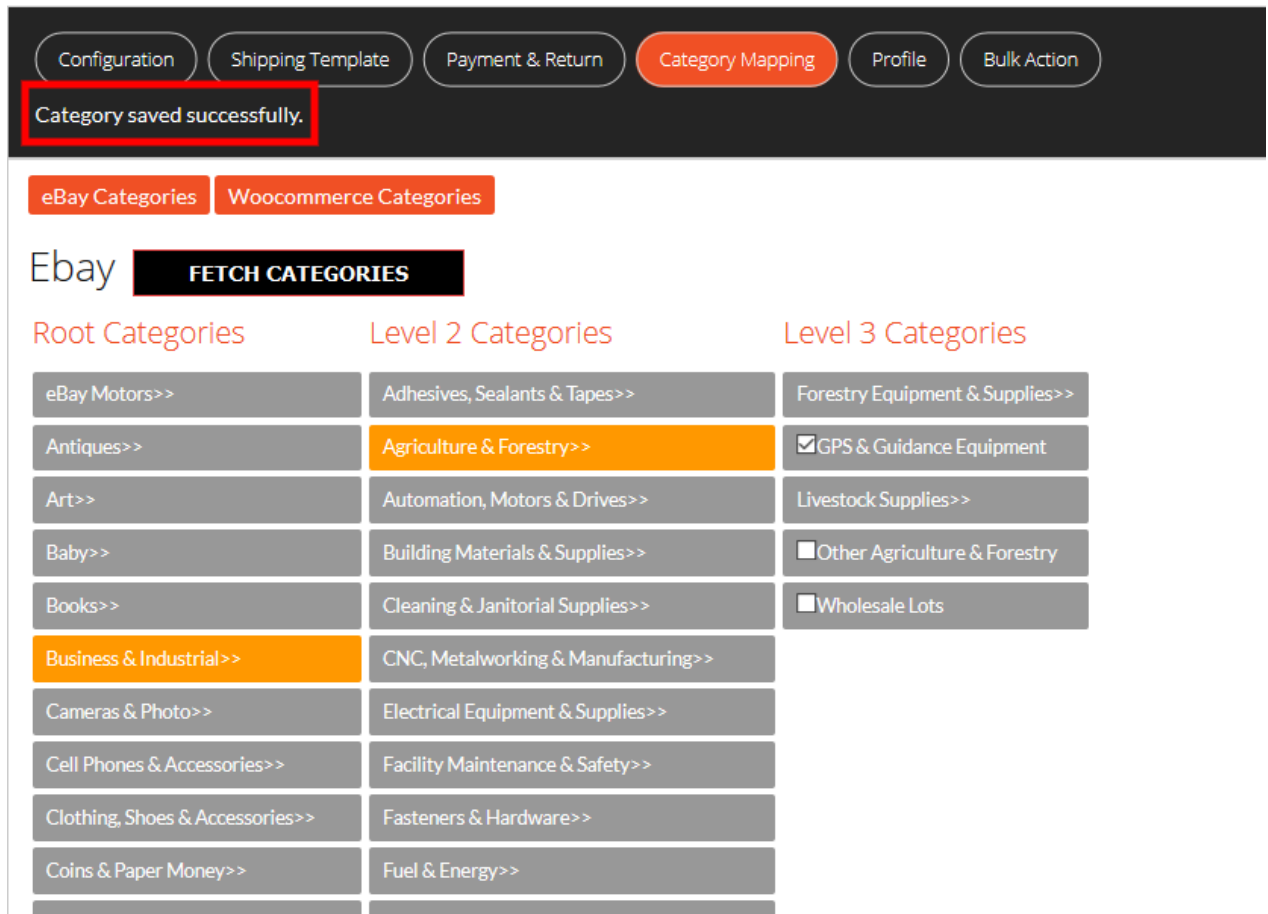 Configuration
Shipping Template
Payment & Return
Category Mapping
Profile
Bulk Action
Category saved successfully.
eBay Categories
Woocommerce Categories
Ebay
FETCH CATEGORIES
Root Categories
eBay Motors>>
Antiques>>
Art>>
Baby>>
Books>>
Business & Industrial>>
Cameras & Photo>>
Cell Phones & Accessories>>
Clothing, Shoes & Accessories>>
Coins & Paper Money>>
Level 2 Categories
Adhesives, Sealants & Tapes>>
Agriculture & Forestry>>
Automation, Motors & Drives>>
Building Materials & Supplies>>
Cleaning & Janitorial Supplies>>
CNC, Metalworking & Manufacturing>>
Electrical Equipment & Supplies>>
Facility Maintenance & Safety>>
Fasteners & Hardware>>
Fuel & Energy>>
Level 3 Categories
Forestry Equipment & Supplies>>
GPS & Guidance Equipment
Livestock Supplies>>
Other Agriculture & Forestry
Wholesale Lots